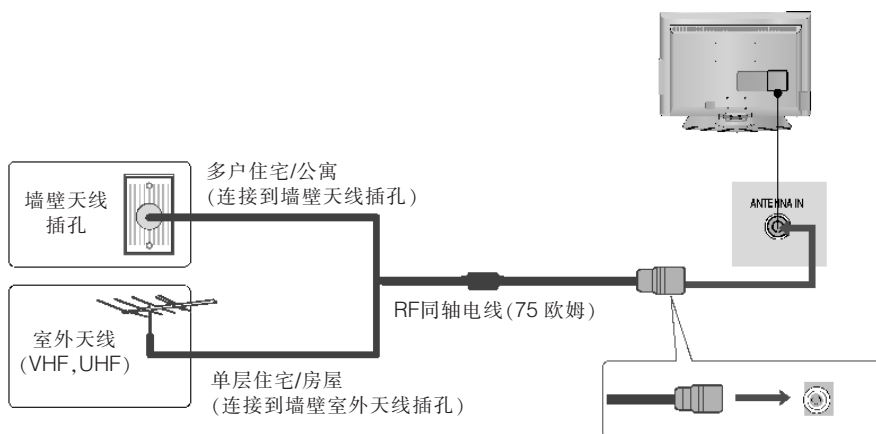 多户住宅/公寓
(连接到墙壁天线插孔)
墙壁天线
插孔
ANTENNA IN
RF同轴电线(75 欧姆)
室外天线
(VHF,UHF)
单层住宅/房屋
(连接到墙壁室外天线插孔)